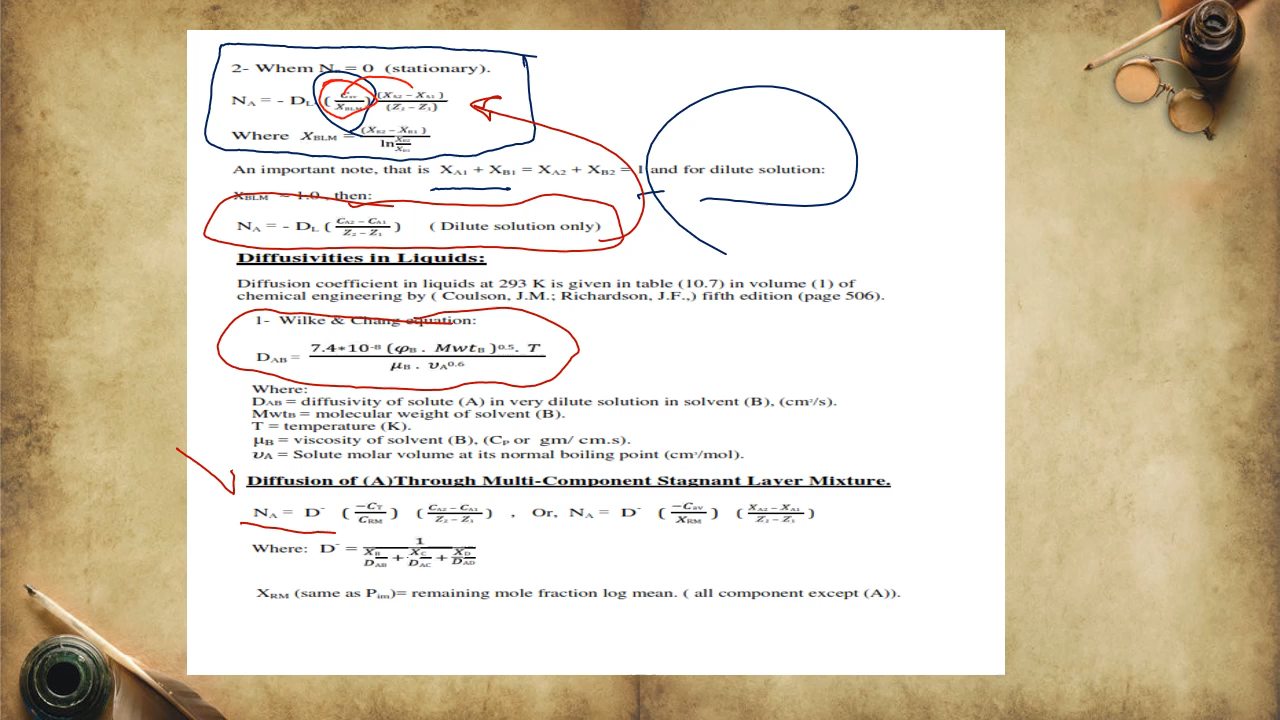 2- Whem N_B = 0 (stationary).
N_A = - D_L (C_av/X_BLM) (X_A2 − X_A1)/(Z_2 − Z_1)
Where X_BLM = (X_B2 − X_B1)/ln(X_B2/X_B1)
An important note, that is X_A1 + X_B1 = X_A2 + X_B2 = 1 and for dilute solution:
X_BLM ~ 1.0 , then:
N_A = - D_L ( (C_A2 − C_A1)/(Z_2 − Z_1) ) ( Dilute solution only)
Diffusivities in Liquids:
Diffusion coefficient in liquids at 293 K is given in table (10.7) in volume (1) of
chemical engineering by ( Coulson, J.M.; Richardson, J.F.,) fifth edition (page 506).
1- Wilke & Chang equation:
D_AB = 7.4*10^-8 (φ_B . Mwt_B )^0.5. T / μ_B . υ_A^0.6
Where:
D_AB = diffusivity of solute (A) in very dilute solution in solvent (B), (cm²/s).
Mwt_B = molecular weight of solvent (B).
T = temperature (K).
μ_B = viscosity of solvent (B), (C_P or gm/ cm.s).
υ_A = Solute molar volume at its normal boiling point (cm³/mol).
Diffusion of (A)Through Multi-Component Stagnant Layer Mixture.
N_A = D^- ( −C_T/C_RM ) ( (C_A2 − C_A1)/(Z_2 − Z_1) ) , Or, N_A = D^- ( −C_av/X_RM ) ( (X_A2 − X_A1)/(Z_2 − Z_1) )
Where: D^- = 1/(X_B/D_AB + X_C/D_AC + X_D/D_AD)
X_RM (same as P_im)= remaining mole fraction log mean. ( all component except (A)).